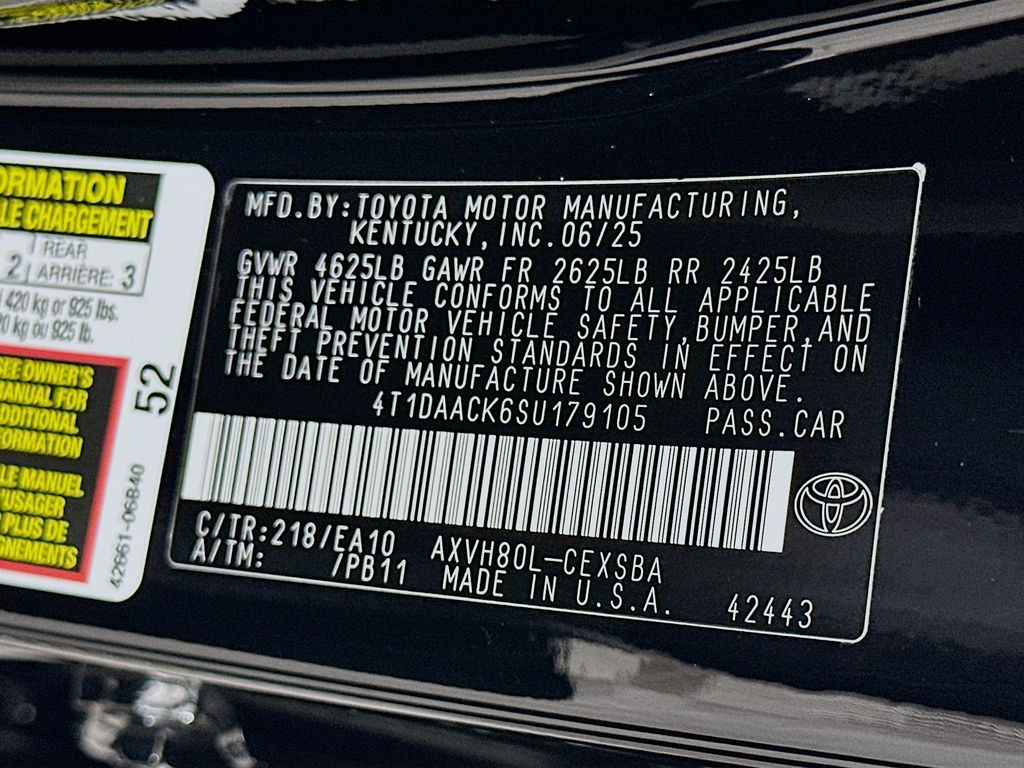 ORMATION
LE CHARGEMENT
REAR
2 ARRIÈRE: 3
420 kg or 925 lbs.
20 kg ou 925 lb.
SEE OWNER'S
MANUAL FOR
DDITIONAL
FORMATION
LE MANUEL
'USAGER
PLUS DE
GNEMENTS
52
42661-06B40
MFD.BY:TOYOTA MOTOR MANUFACTURING,
KENTUCKY,INC.06/25
GVWR 4625LB GAWR FR 2625LB RR 2425LB
THIS VEHICLE CONFORMS TO ALL APPLICABLE
FEDERAL MOTOR VEHICLE SAFETY,BUMPER,AND
THEFT PREVENTION STANDARDS IN EFFECT ON
THE DATE OF MANUFACTURE SHOWN ABOVE.
4T1DAACK6SU179105 PASS.CAR
C/TR:218/EA10 AXVH80L-CEXSBA
A/TM: /PB11 MADE IN U.S.A. 42443